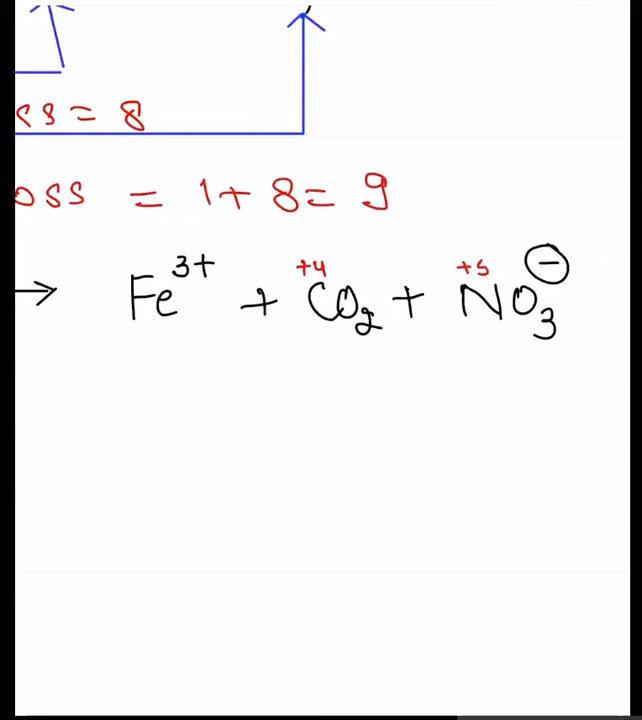 ss = 8
oss = 1 + 8 = 9
→ Fe³⁺ + CO₂ + NO₃⁻
+4 +5